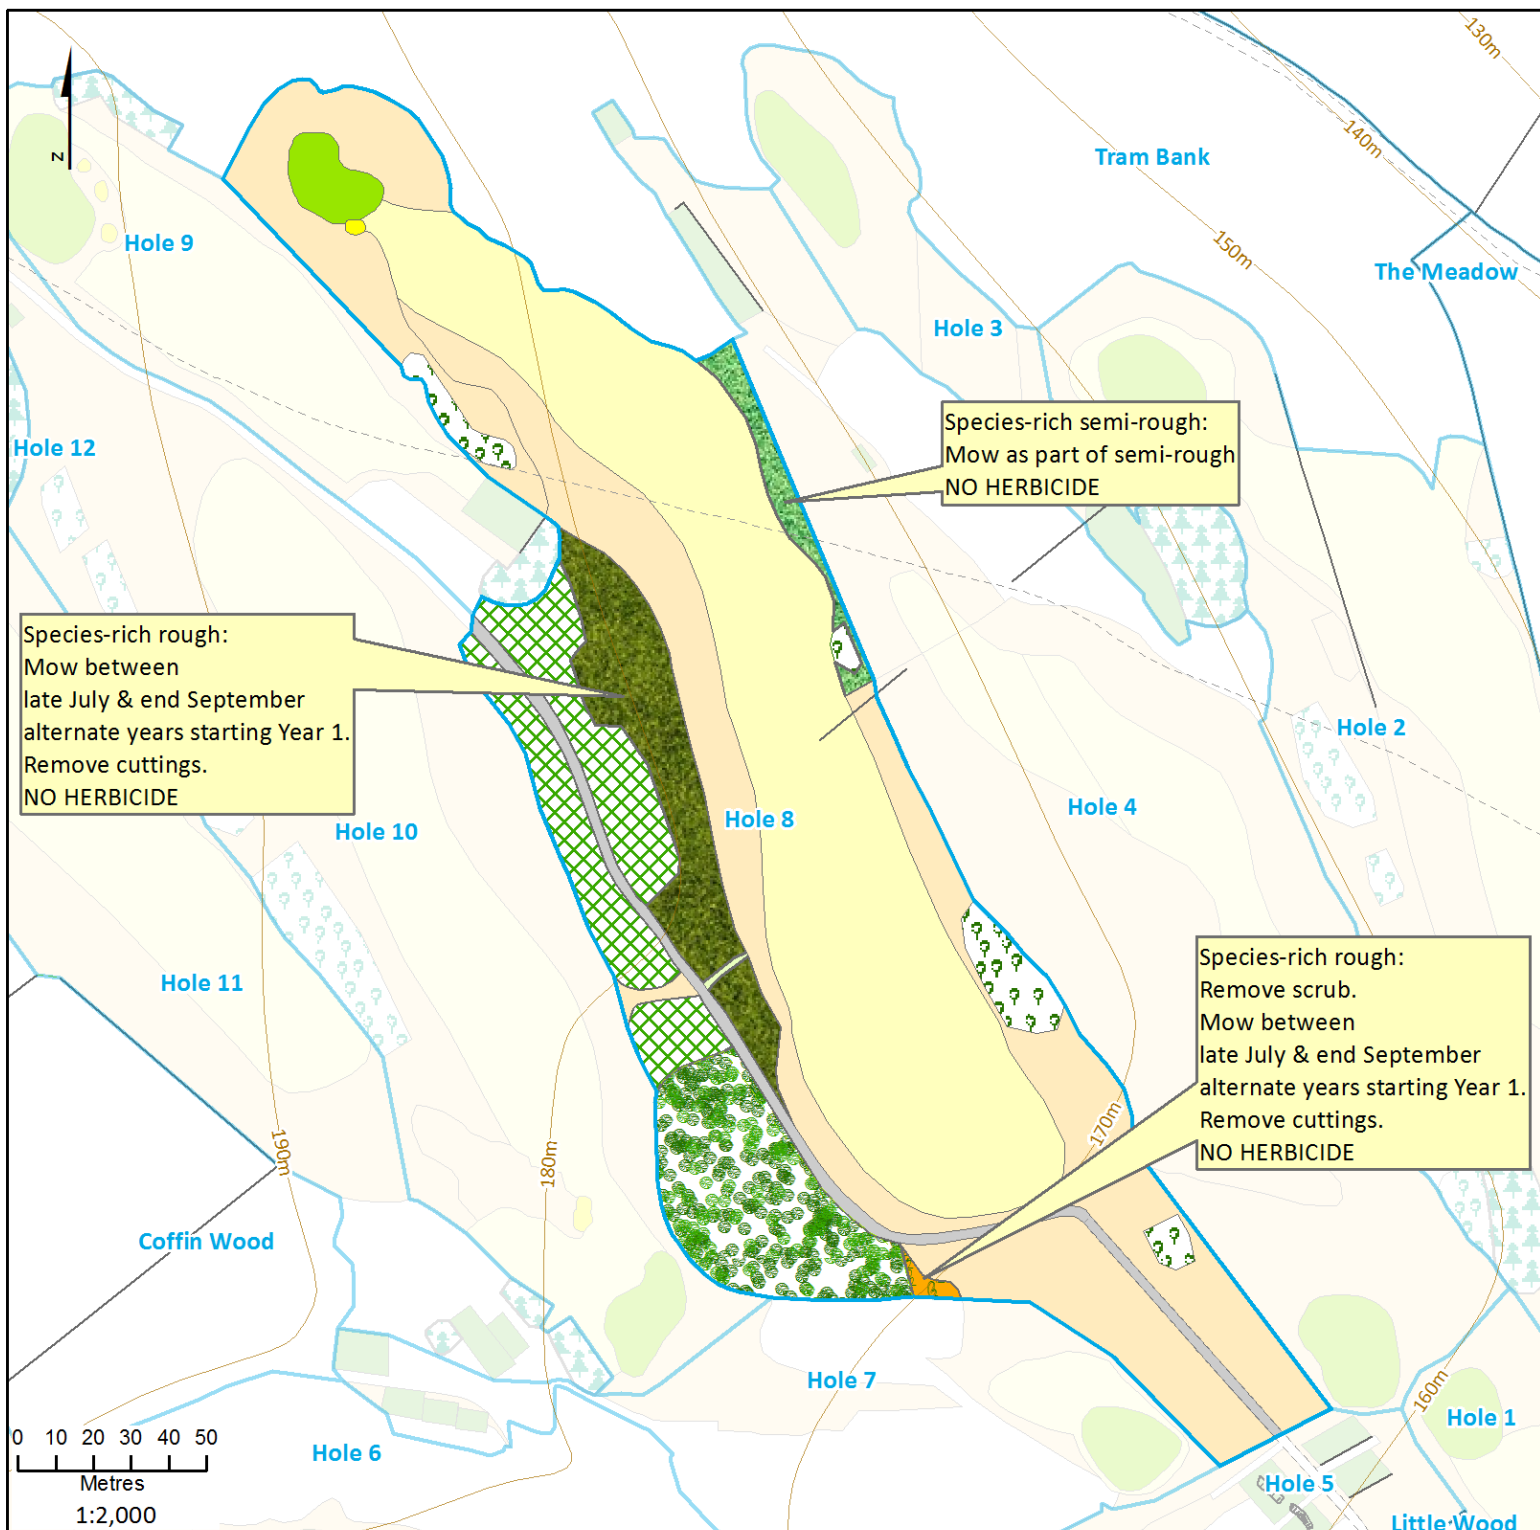 130m
140m
Tram Bank
150m
The Meadow
Hole 9
Hole 3
Hole 12
Species-rich semi-rough:
Mow as part of semi-rough
NO HERBICIDE
Species-rich rough:
Mow between
late July & end September
alternate years starting Year 1.
Remove cuttings.
NO HERBICIDE
Hole 2
Hole 8
Hole 4
Hole 10
Hole 11
Species-rich rough:
Remove scrub.
Mow between
late July & end September
alternate years starting Year 1.
Remove cuttings.
NO HERBICIDE
190m
180m
170m
Coffin Wood
Hole 7
160m
Hole 1
Hole 6
Hole 5
Little Wood
0 10 20 30 40 50
Metres
1:2,000
N